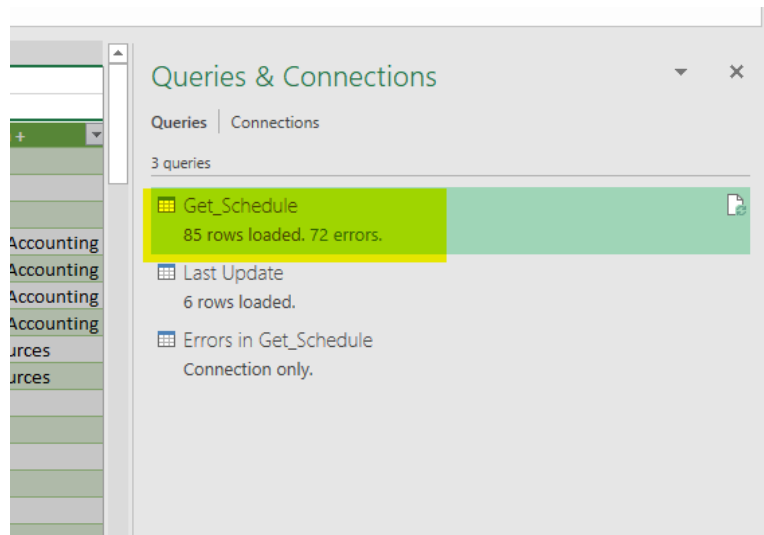 Queries & Connections
Queries | Connections
3 queries
Get_Schedule
85 rows loaded. 72 errors.
Last Update
6 rows loaded.
Errors in Get_Schedule
Connection only.
+
Accounting
Accounting
Accounting
Accounting
urces
urces